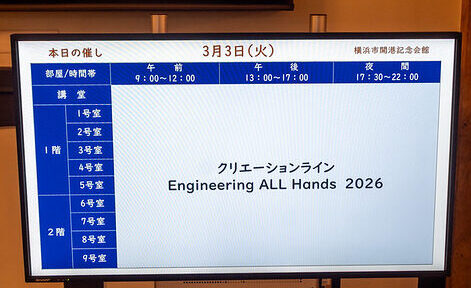 本日の催し 3月3日(火) 横浜市開港記念会館
部屋/時間帯 午前 午後 夜間
9：00～12：00 13：00～17：00 17：30～22：00
講堂
1階
1号室
2号室
3号室
4号室
5号室
2階
6号室
7号室
8号室
9号室
クリエーションライン
Engineering ALL Hands 2026